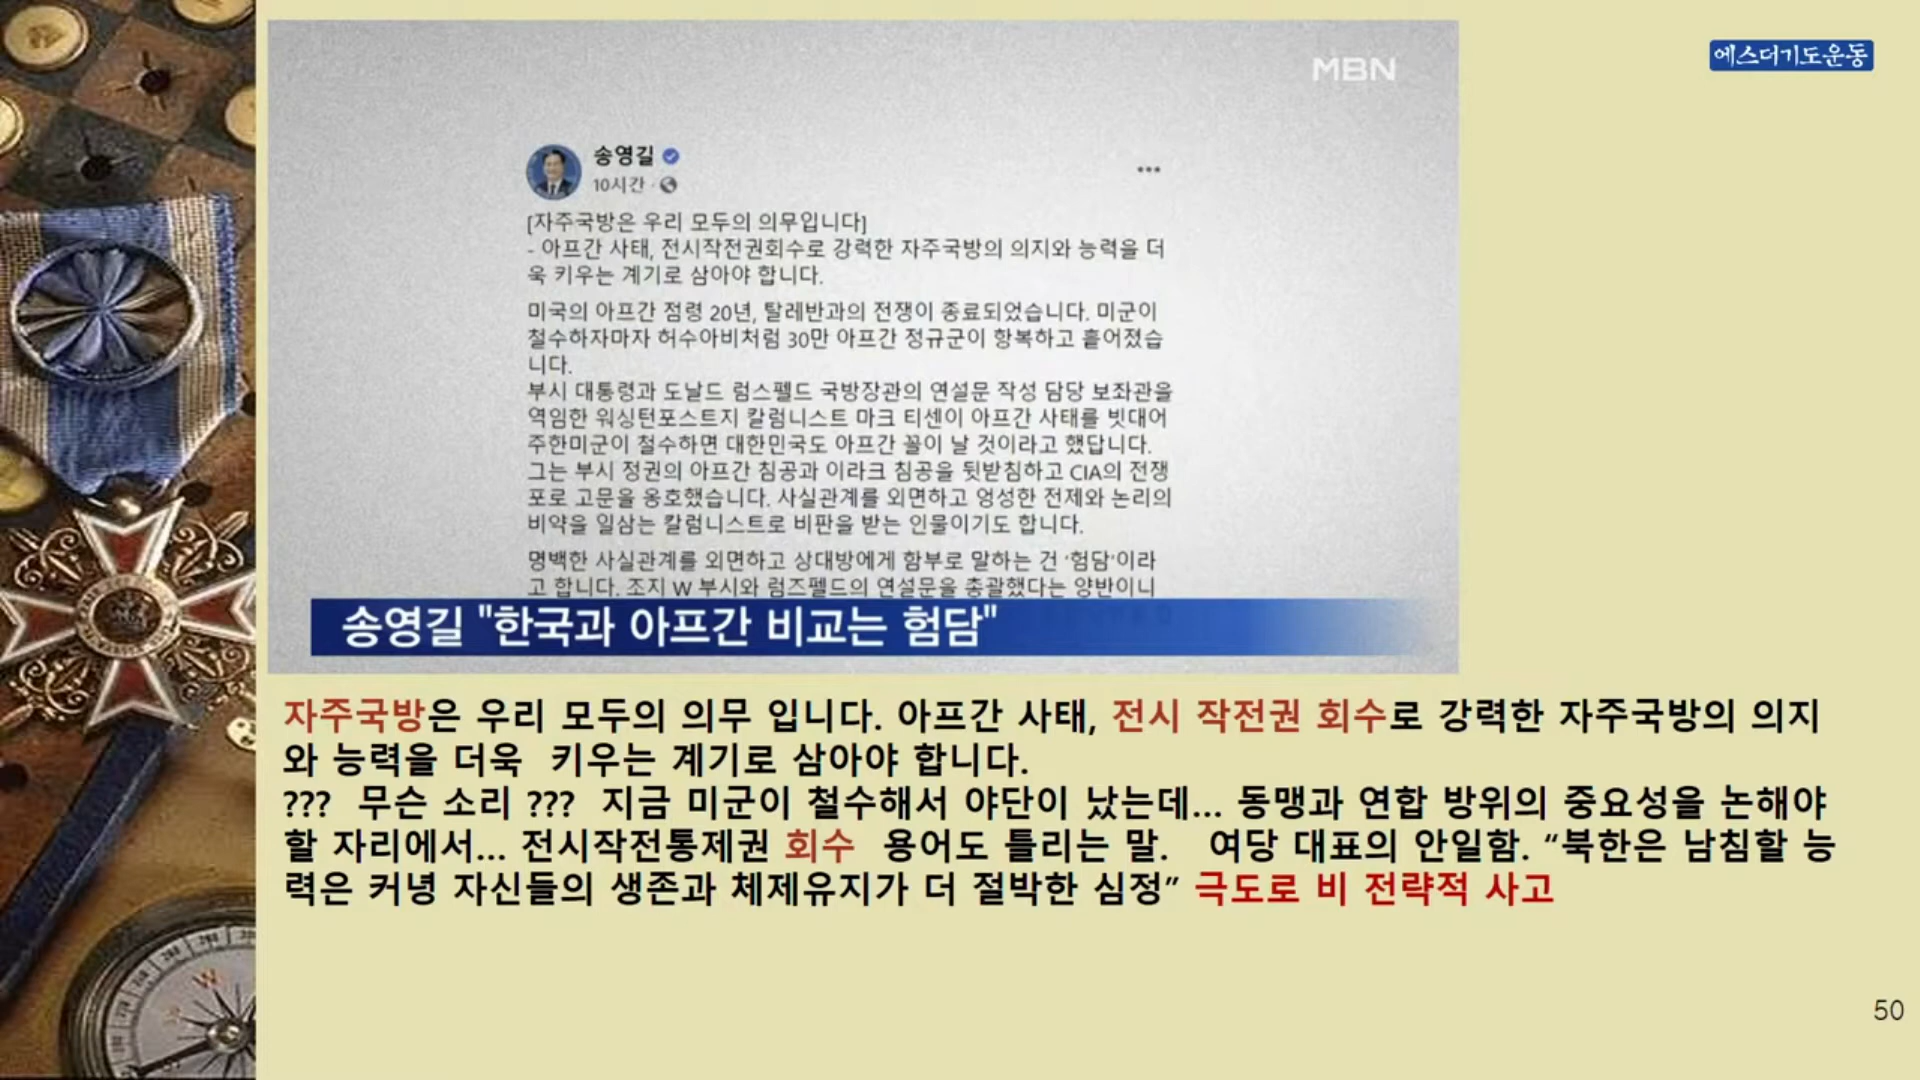 MBN
에스더기도운동
송영길
10시간
[자주국방은 우리 모두의 의무입니다]
- 아프간 사태, 전시작전권회수로 강력한 자주국방의 의지와 능력을 더
욱 키우는 계기로 삼아야 합니다.
미국의 아프간 점령 20년, 탈레반과의 전쟁이 종료되었습니다. 미군이
철수하자마자 허수아비처럼 30만 아프간 정규군이 항복하고 흩어졌습
니다.
부시 대통령과 도날드 럼스펠드 국방장관의 연설문 작성 담당 보좌관을
역임한 워싱턴포스트지 칼럼니스트 마크 티센이 아프간 사태를 빗대어
주한미군이 철수하면 대한민국도 아프간 꼴이 날 것이라고 했답니다.
그는 부시 정권의 아프간 침공과 이라크 침공을 뒷받침하고 CIA의 전쟁
포로 고문을 옹호했습니다. 사실관계를 외면하고 엉성한 전제와 논리의
비약을 일삼는 칼럼니스트로 비판을 받는 인물이기도 합니다.
명백한 사실관계를 외면하고 상대방에게 함부로 말하는 건 '험담'이라
고 합니다. 조지 W 부시와 럼즈펠드의 연설문을 총괄했다는 양반이니
송영길 "한국과 아프간 비교는 험담"
자주국방은 우리 모두의 의무 입니다. 아프간 사태, 전시 작전권 회수로 강력한 자주국방의 의지
와 능력을 더욱 키우는 계기로 삼아야 합니다.
??? 무슨 소리 ??? 지금 미군이 철수해서 야단이 났는데... 동맹과 연합 방위의 중요성을 논해야
할 자리에서... 전시작전통제권 회수 용어도 틀리는 말. 여당 대표의 안일함. “북한은 남침할 능
력은 커녕 자신들의 생존과 체제유지가 더 절박한 심정” 극도로 비 전략적 사고
50